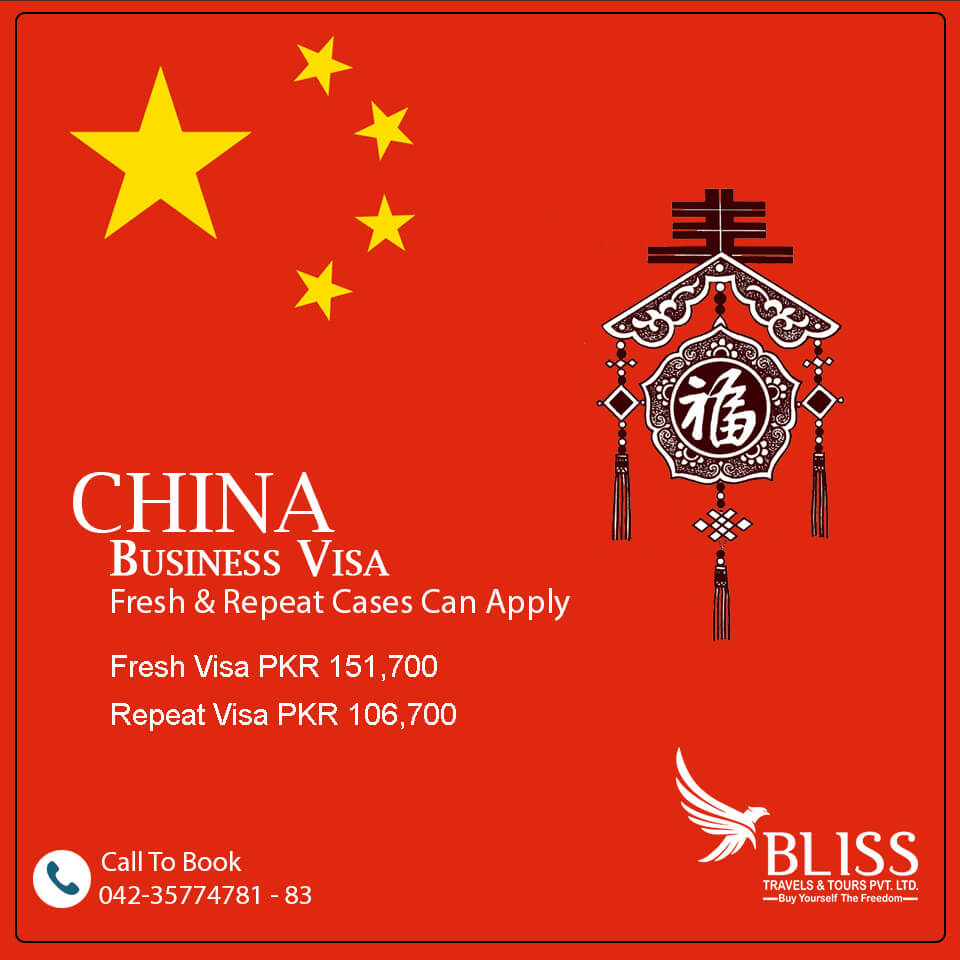 福
CHINA
BUSINESS VISA
Fresh & Repeat Cases Can Apply
Fresh Visa PKR 151,700
Repeat Visa PKR 106,700
Call To Book
042-35774781 - 83
BLISS
TRAVELS & TOURS PVT. LTD.
Buy Yourself The Freedom